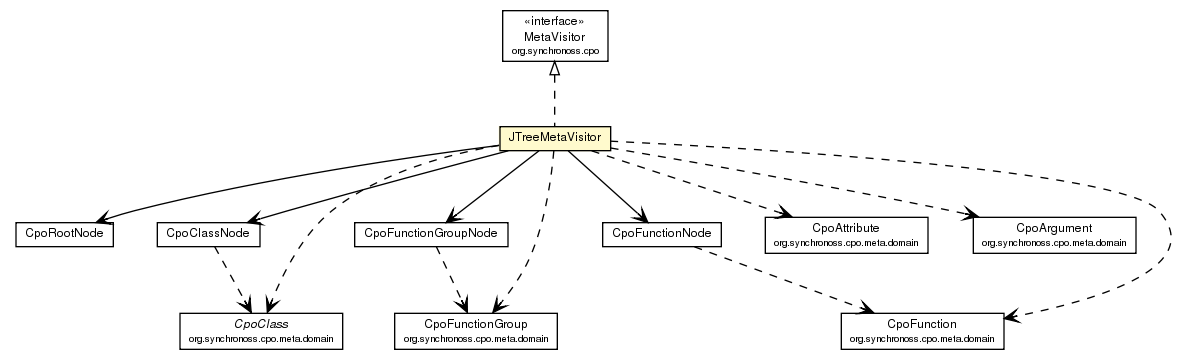 «interface»
MetaVisitor
org.synchronoss.cpo
JTreeMetaVisitor
CpoRootNode
CpoClassNode
CpoFunctionGroupNode
CpoFunctionNode
CpoAttribute
org.synchronoss.cpo.meta.domain
CpoArgument
org.synchronoss.cpo.meta.domain
CpoClass
org.synchronoss.cpo.meta.domain
CpoFunctionGroup
org.synchronoss.cpo.meta.domain
CpoFunction
org.synchronoss.cpo.meta.domain